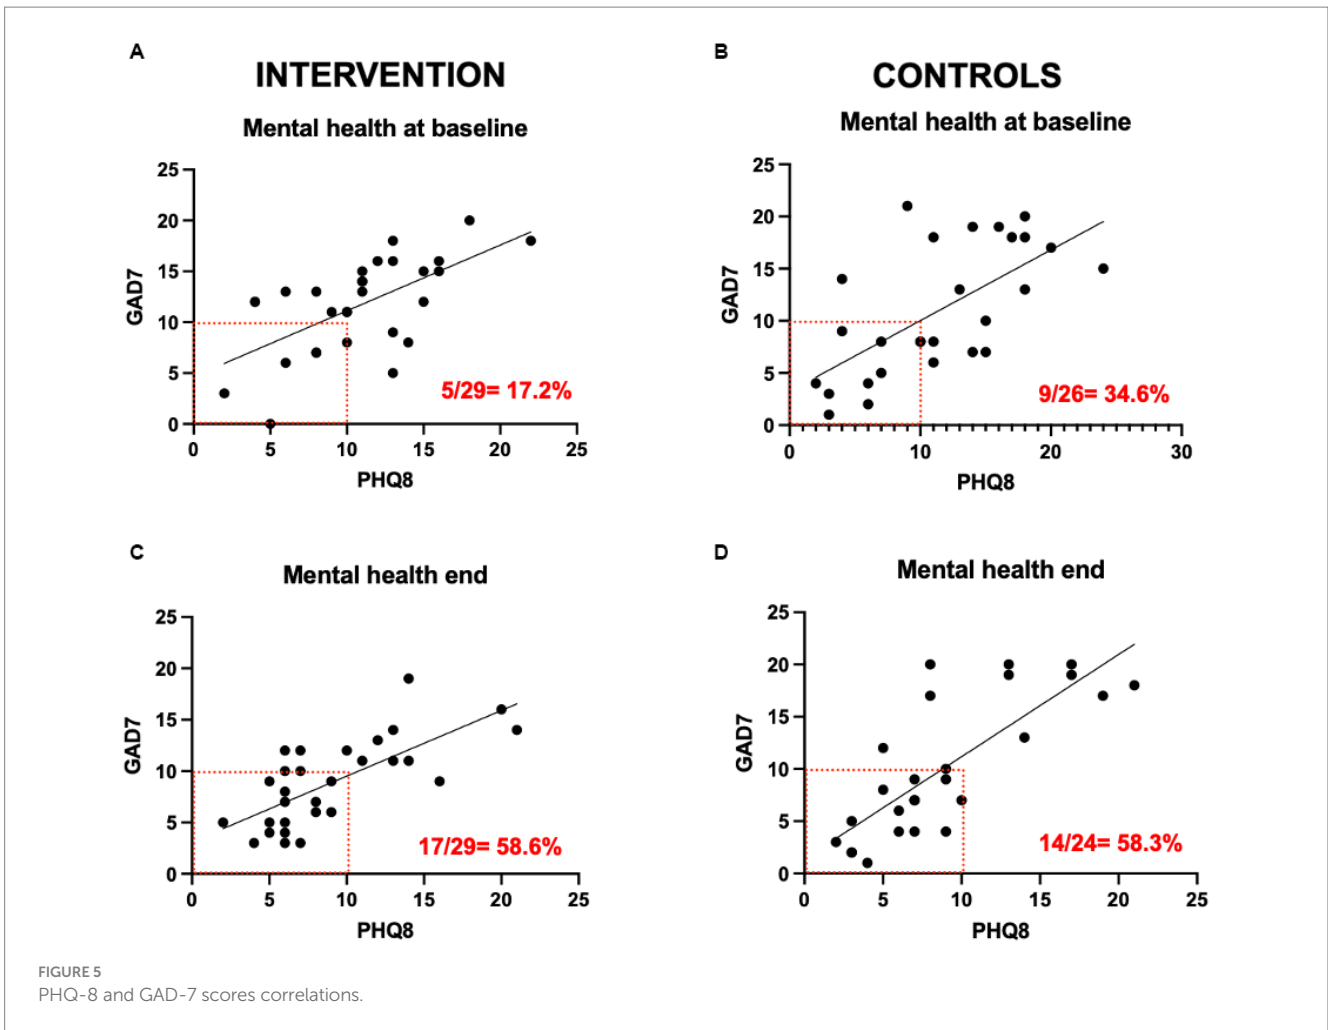 A
INTERVENTION
Mental health at baseline
25
20
15
10
5
0
GAD7
0 5 10 15 20 25
PHQ8
5/29= 17.2%
B
CONTROLS
Mental health at baseline
25
20
15
10
5
0
GAD7
0 10 20 30
PHQ8
9/26= 34.6%
C
Mental health end
25
20
15
10
5
0
GAD7
0 5 10 15 20 25
PHQ8
17/29= 58.6%
D
Mental health end
25
20
15
10
5
0
GAD7
0 5 10 15 20 25
PHQ8
14/24= 58.3%
FIGURE 5
PHQ-8 and GAD-7 scores correlations.